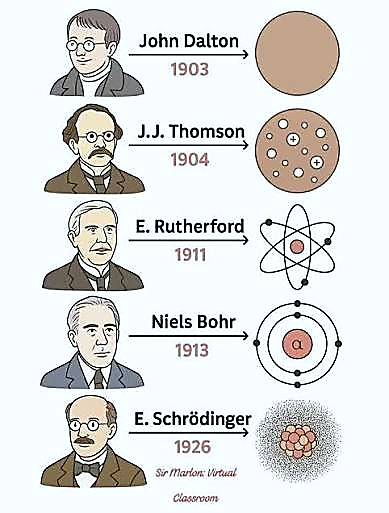 John Dalton
1903
J.J. Thomson
1904
+
+
E. Rutherford
1911
Niels Bohr
1913
α
E. Schrödinger
1926
Sir Marlon: Virtual
Classroom